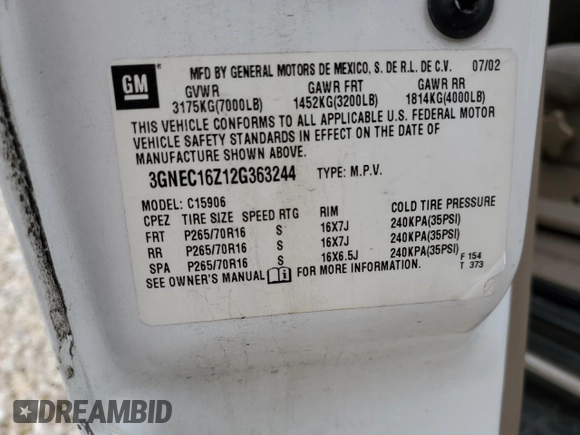 GM
MFD BY GENERAL MOTORS DE MEXICO, S. DE R.L. DE C.V. 07/02
GVWR GAWR FRT GAWR RR
3175KG(7000LB) 1452KG(3200LB) 1814KG(4000LB)
THIS VEHICLE CONFORMS TO ALL APPLICABLE U.S. FEDERAL MOTOR
VEHICLE SAFETY STANDARDS IN EFFECT ON THE DATE OF
MANUFACTURE SHOWN ABOVE.
3GNEC16Z12G363244 TYPE: M.P.V.
MODEL: C15906
CPEZ TIRE SIZE SPEED RTG RIM COLD TIRE PRESSURE
FRT P265/70R16 S 16X7J 240KPA(35PSI)
RR P265/70R16 S 16X7J 240KPA(35PSI)
SPA P265/70R16 S 16X6.5J 240KPA(35PSI)
SEE OWNER'S MANUAL FOR MORE INFORMATION.
F 154
T 373
DREAMBID